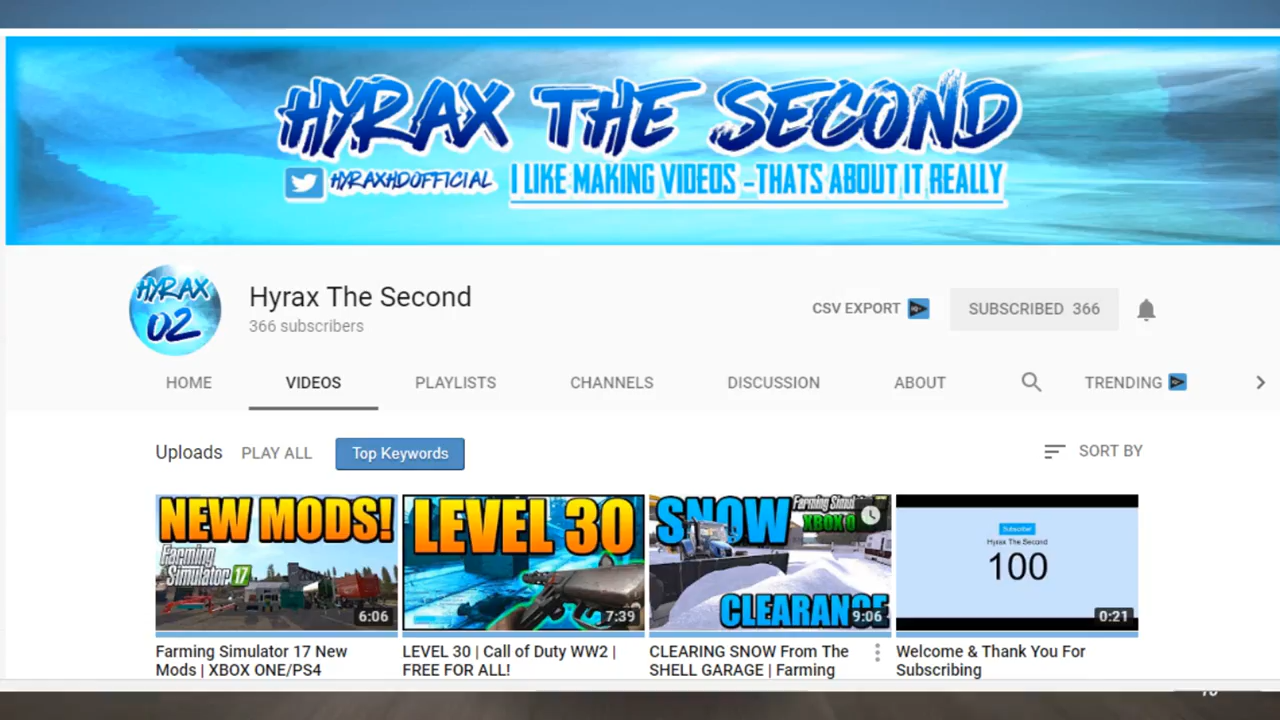 HYRAX THE SECOND
HYRAXHDOFFICIAL
I LIKE MAKING VIDEOS -THATS ABOUT IT REALLY
HYRAX
02
Hyrax The Second
366 subscribers
CSV EXPORT
SUBSCRIBED 366
HOME
VIDEOS
PLAYLISTS
CHANNELS
DISCUSSION
ABOUT
TRENDING
Uploads
PLAY ALL
Top Keywords
SORT BY
NEW MODS!
Farming
Simulator 17
6:06
LEVEL 30
7:39
SNOW
Farming
XBOX
CLEARANCE
9:06
Subscriber
Hyrax The Second
100
0:21
Farming Simulator 17 New
Mods | XBOX ONE/PS4
LEVEL 30 | Call of Duty WW2 |
FREE FOR ALL!
CLEARING SNOW From The
SHELL GARAGE | Farming
Welcome & Thank You For
Subscribing